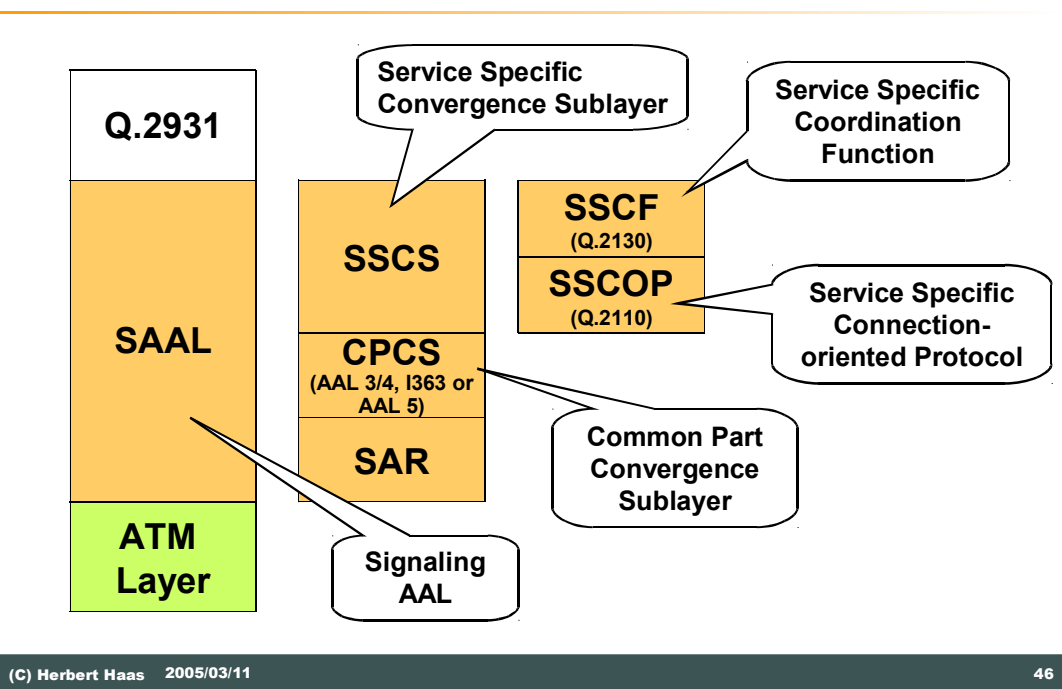 Service Specific
Convergence Sublayer
Service Specific
Coordination
Function
Q.2931
SAAL
ATM
Layer
SSCS
CPCS
(AAL 3/4, I363 or
AAL 5)
SAR
SSCF
(Q.2130)
SSCOP
(Q.2110)
Service Specific
Connection-
oriented Protocol
Common Part
Convergence
Sublayer
Signaling
AAL
(C) Herbert Haas 2005/03/11
46